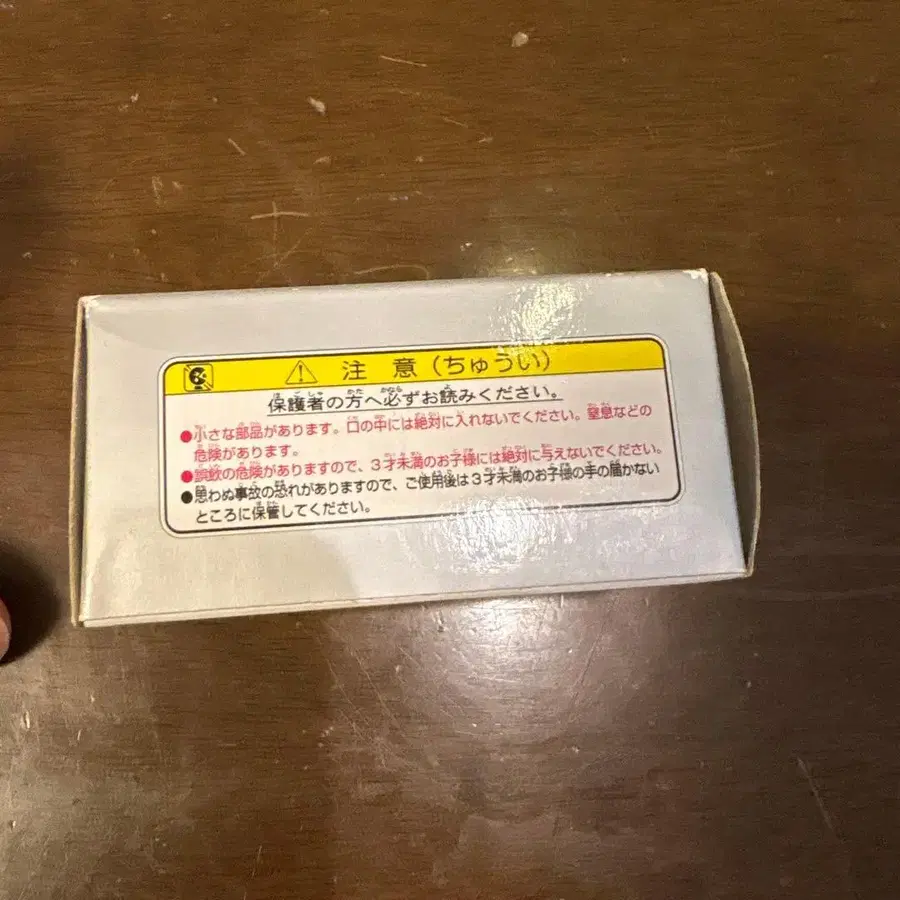 注意(ちゅうい)
保護者の方へ必ずお読みください。
●小さな部品があります。口の中には絶対に入れないでください。窒息などの
危険があります。
●誤飲の危険がありますので、3才未満のお子様には絶対に与えないでください。
●思わぬ事故の恐れがありますので、ご使用後は3才未満のお子様の手の届かない
ところに保管してください。